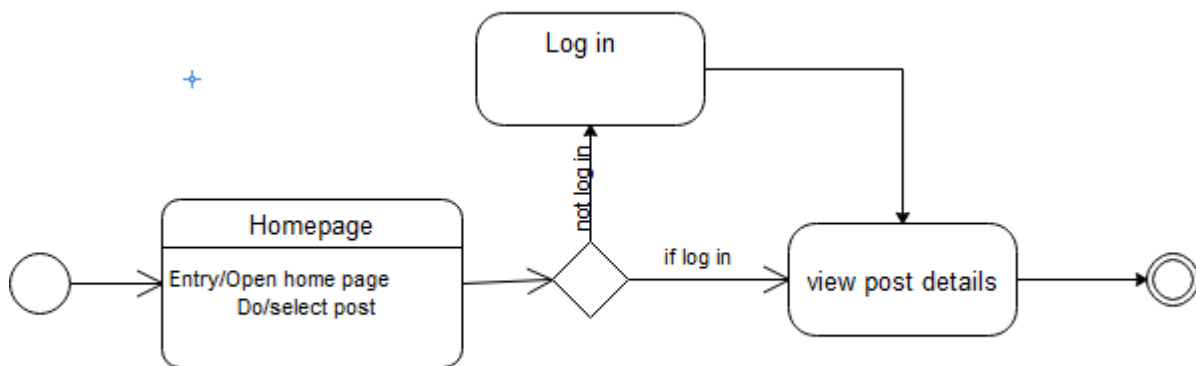 Log in
not log in
Homepage
Entry/Open home page
Do/select post
if log in
view post details